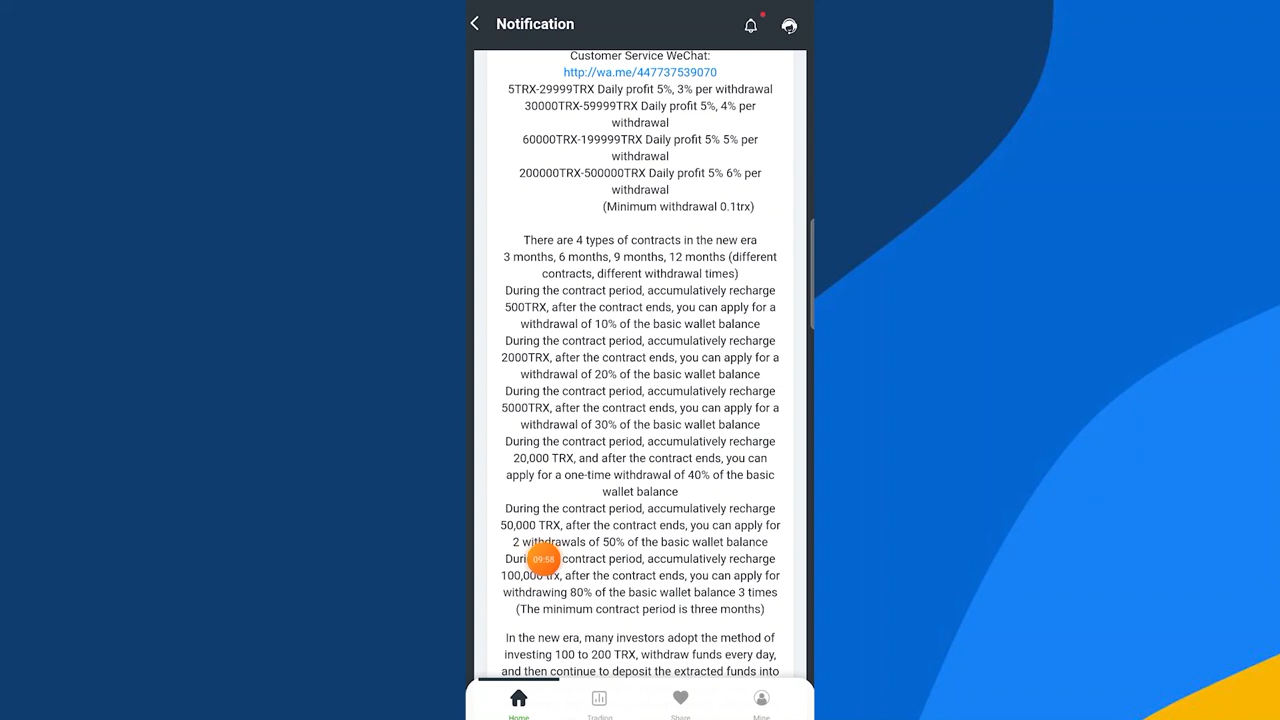 Notification
Customer Service WeChat:
http://wa.me/447737539070
5TRX-29999TRX Daily profit 5%, 3% per withdrawal
30000TRX-59999TRX Daily profit 5%, 4% per
withdrawal
60000TRX-199999TRX Daily profit 5% 5% per
withdrawal
200000TRX-500000TRX Daily profit 5% 6% per
withdrawal
(Minimum withdrawal 0.1trx)
There are 4 types of contracts in the new era
3 months, 6 months, 9 months, 12 months (different
contracts, different withdrawal times)
During the contract period, accumulatively recharge
500TRX, after the contract ends, you can apply for a
withdrawal of 10% of the basic wallet balance
During the contract period, accumulatively recharge
2000TRX, after the contract ends, you can apply for a
withdrawal of 20% of the basic wallet balance
During the contract period, accumulatively recharge
5000TRX, after the contract ends, you can apply for a
withdrawal of 30% of the basic wallet balance
During the contract period, accumulatively recharge
20,000 TRX, and after the contract ends, you can
apply for a one-time withdrawal of 40% of the basic
wallet balance
During the contract period, accumulatively recharge
50,000 TRX, after the contract ends, you can apply for
2 withdrawals of 50% of the basic wallet balance
contract period, accumulatively recharge
09:58
100,000 trx, after the contract ends, you can apply for
withdrawing 80% of the basic wallet balance 3 times
(The minimum contract period is three months)
In the new era, many investors adopt the method of
investing 100 to 200 TRX, withdraw funds every day,
and then continue to deposit the extracted funds into
Home
Trading
Share
Mine